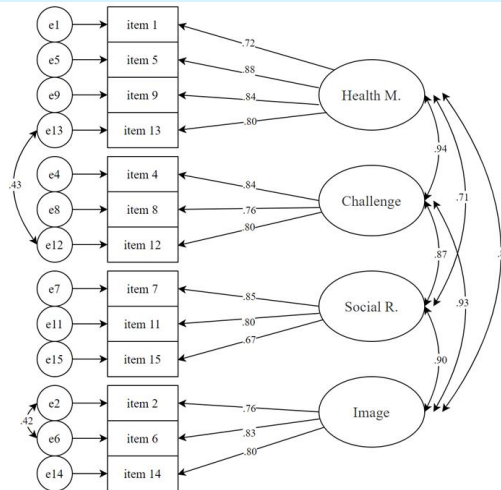 e1 item 1
.72
e5 item 5
.88
e9 item 9
.84
Health M.
e13 item 13
.80
.94
.43
e4 item 4
.84
e8 item 8
.76
Challenge
.71
e12 item 12
.80
.87
e7 item 7
.85
e11 item 11
.80
Social R.
.93
e15 item 15
.67
.90
e2 item 2
.76
.42
e6 item 6
.83
Image
e14 item 14
.80